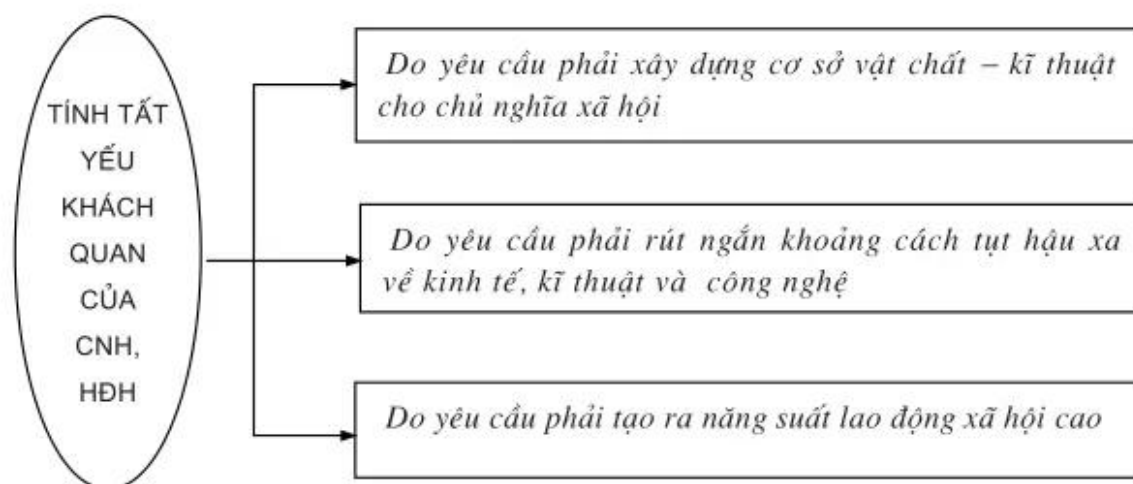 TÍNH TẤT
YẾU
KHÁCH
QUAN
CỦA
CNH,
HĐH
Do yêu cầu phải xây dựng cơ sở vật chất – kĩ thuật
cho chủ nghĩa xã hội
Do yêu cầu phải rút ngắn khoảng cách tụt hậu xa
về kinh tế, kĩ thuật và công nghệ
Do yêu cầu phải tạo ra năng suất lao động xã hội cao